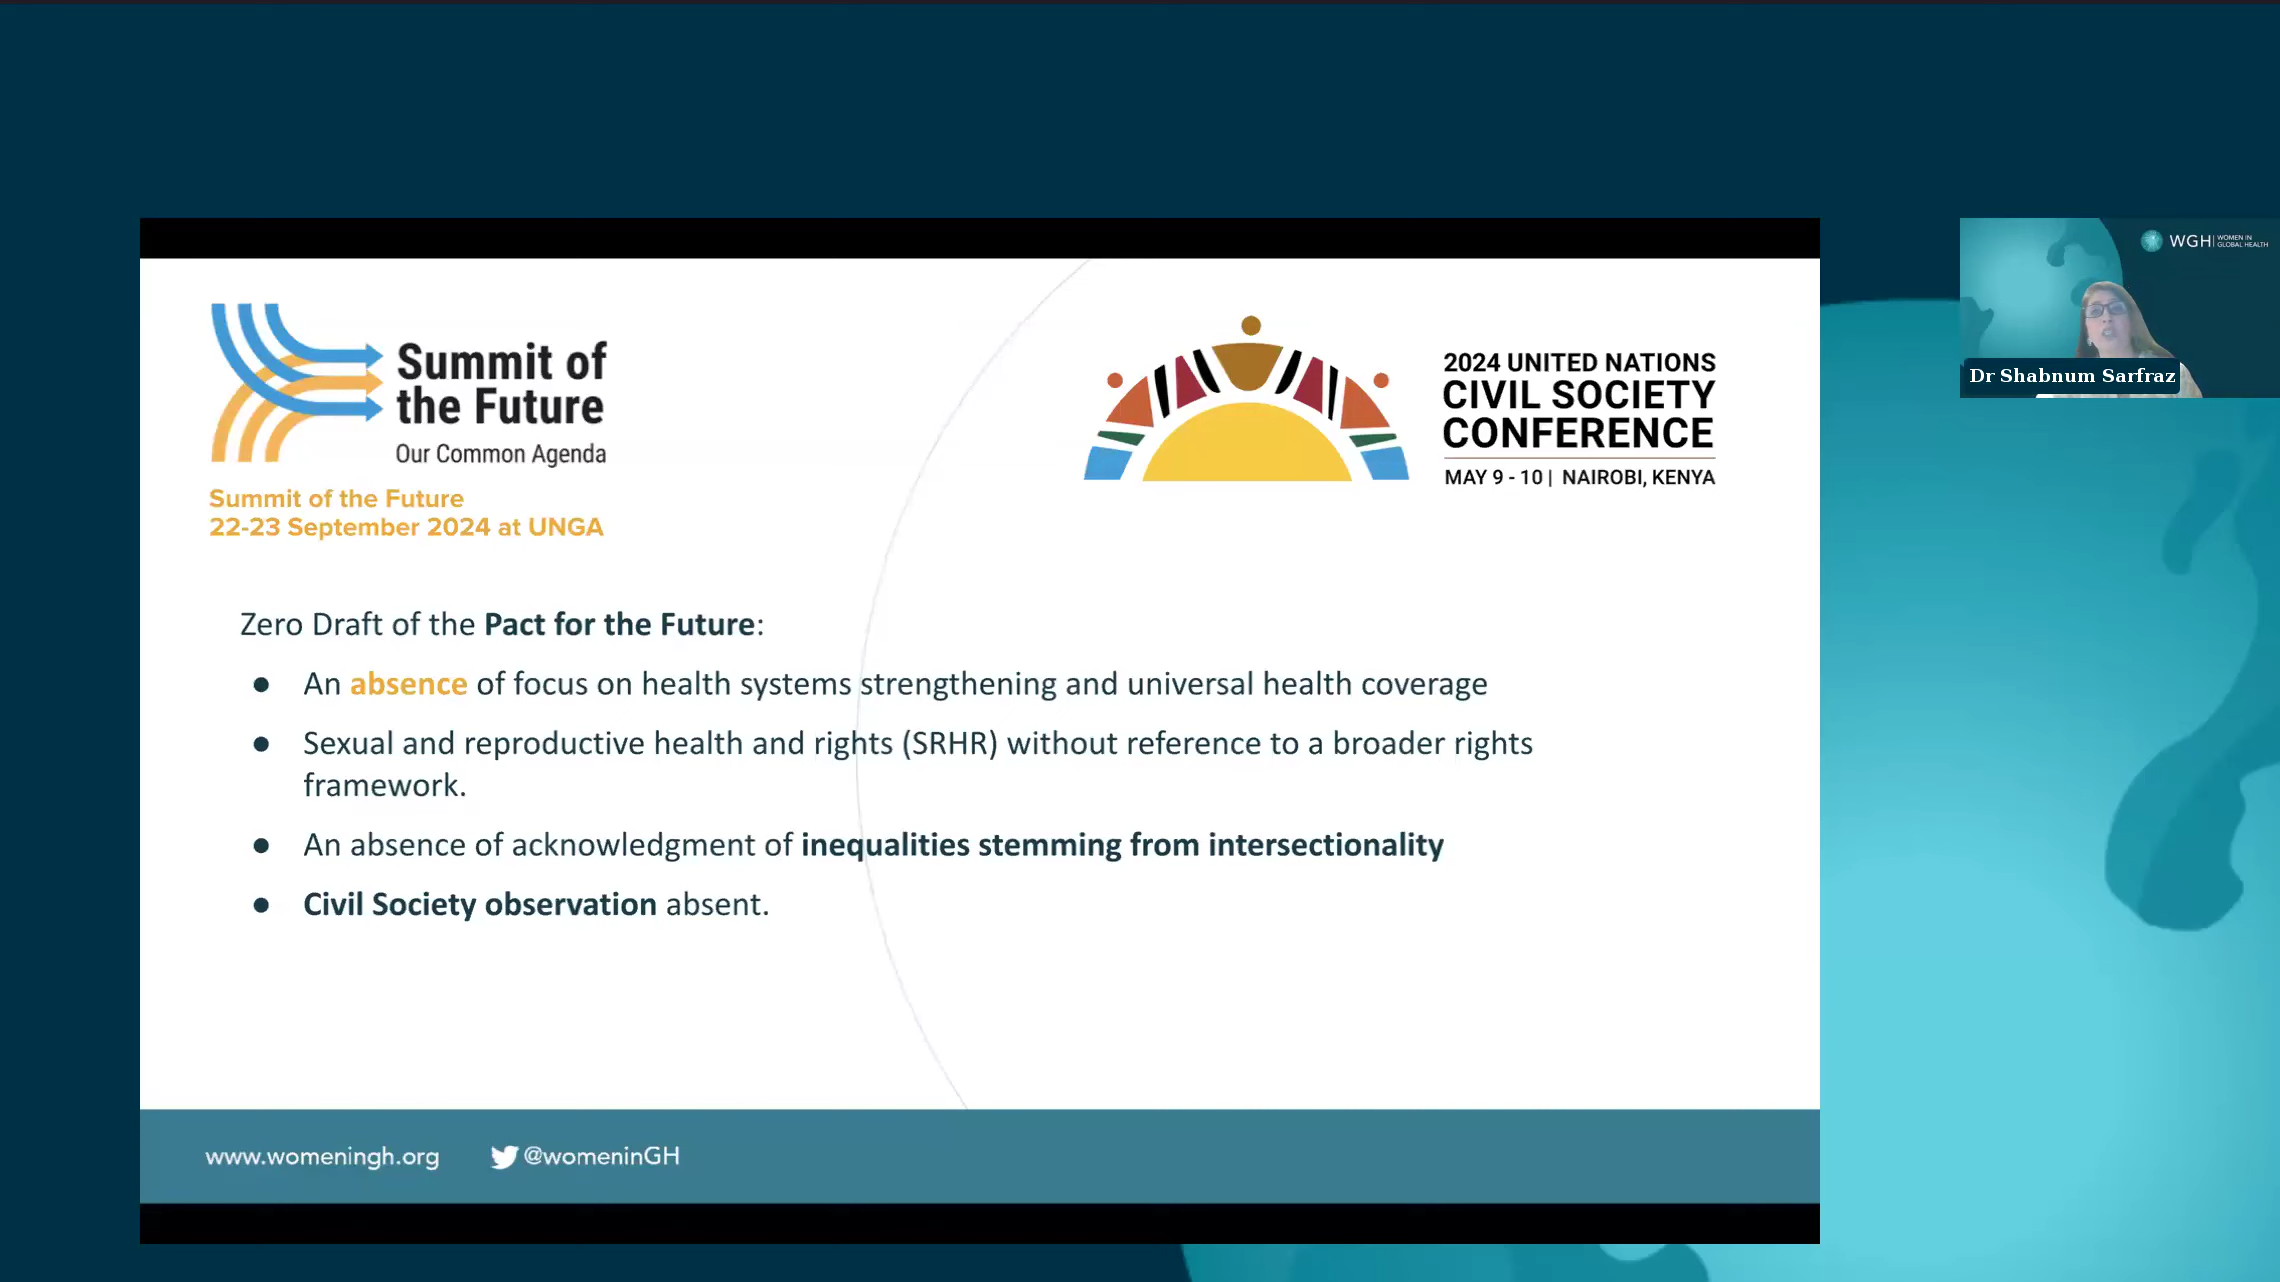 Summit of
the Future
Our Common Agenda
Summit of the Future
22-23 September 2024 at UNGA
2024 UNITED NATIONS
CIVIL SOCIETY
CONFERENCE
MAY 9 - 10 | NAIROBI, KENYA
WGH | WOMEN IN
GLOBAL HEALTH
Dr Shabnum Sarfraz
Zero Draft of the Pact for the Future:
● An absence of focus on health systems strengthening and universal health coverage
● Sexual and reproductive health and rights (SRHR) without reference to a broader rights
framework.
● An absence of acknowledgment of inequalities stemming from intersectionality
● Civil Society observation absent.
www.womeningh.org @womeninGH